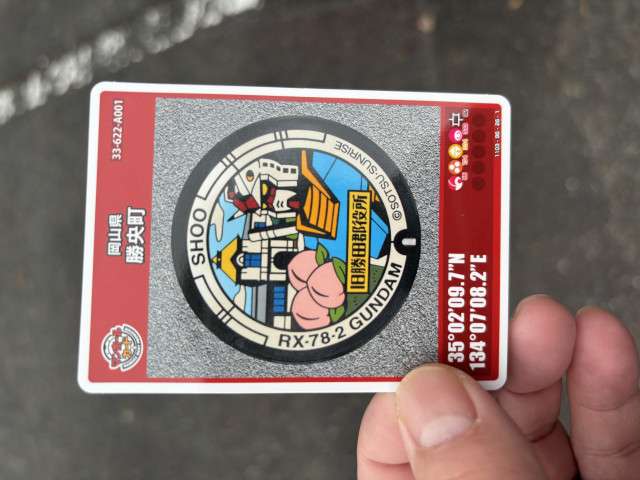 33-622-A001
岡山県
勝央町
SHOO
©SOTSU·SUNRISE
旧勝田郡役所
RX-78-2 GUNDAM
35°02'09.7"N
134°07'08.2"E